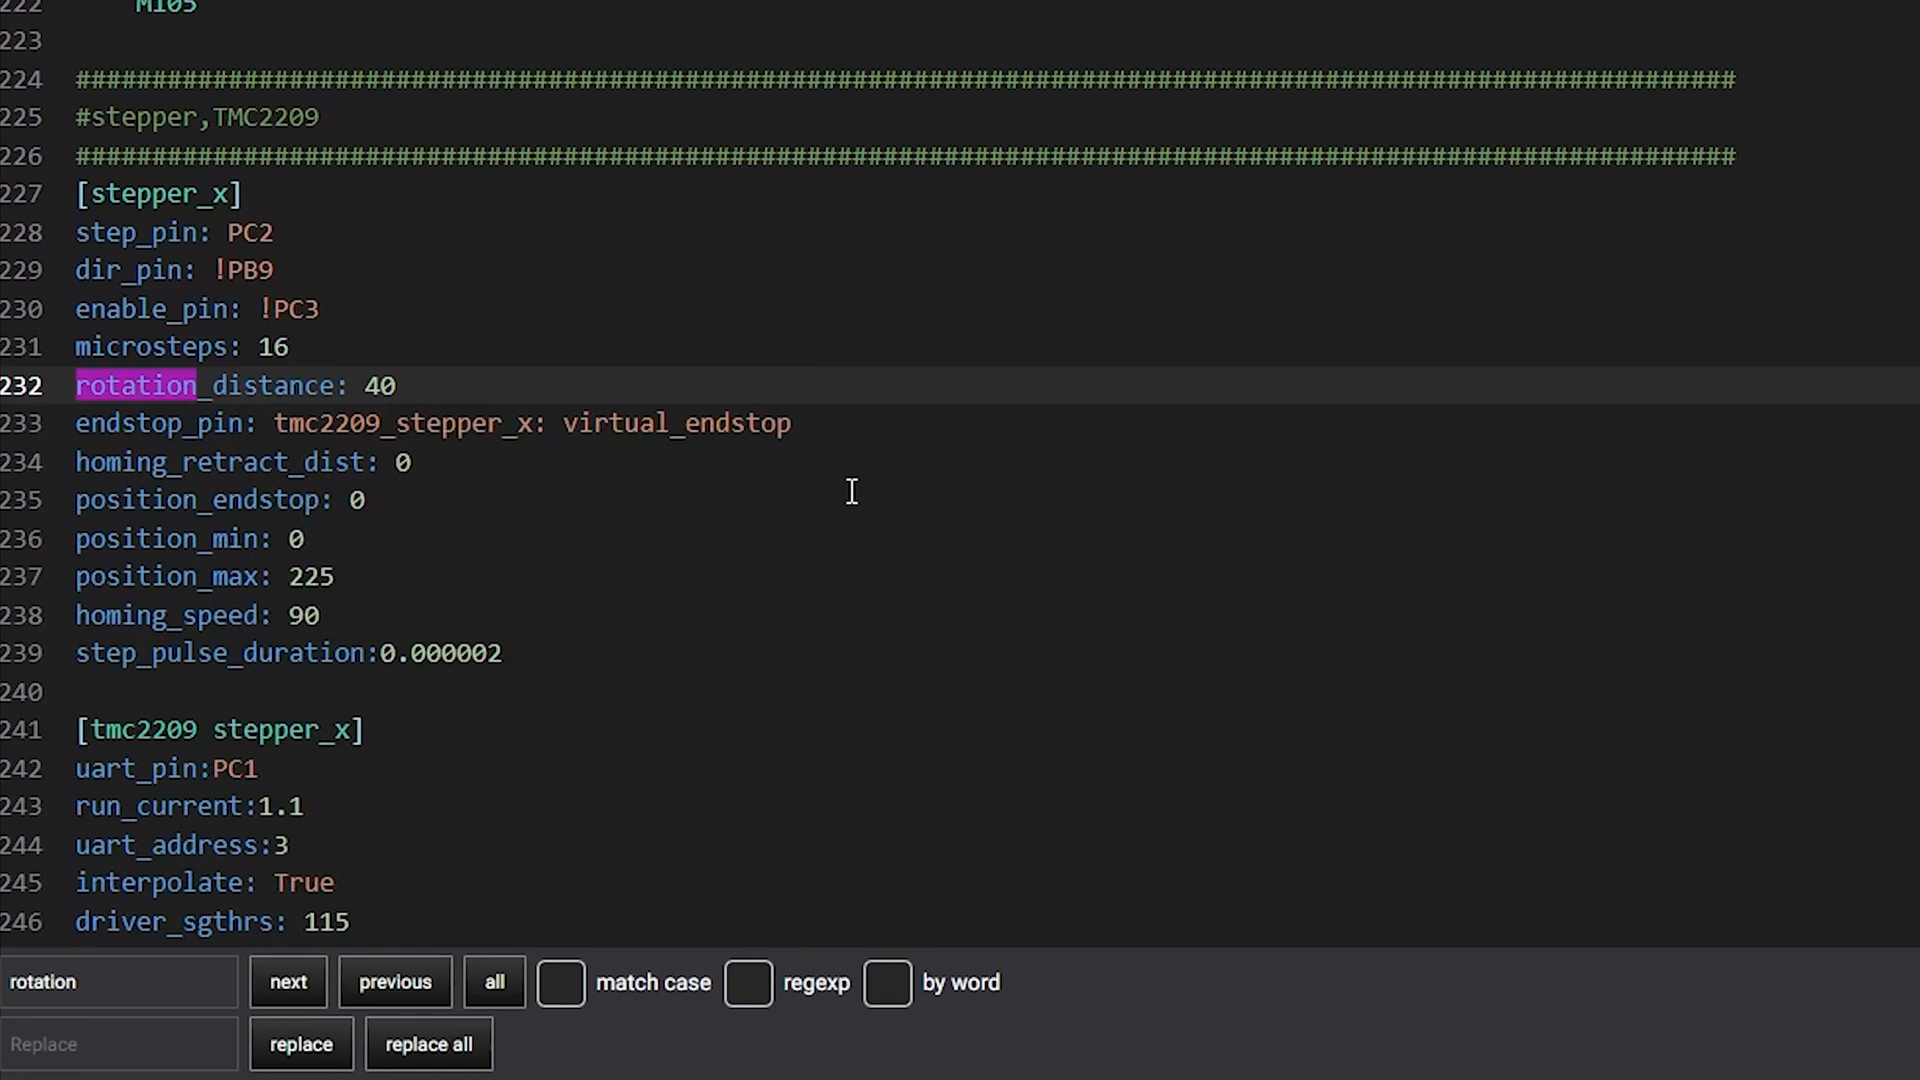 222 M105
223
224 #############################################################################################################
225 #stepper,TMC2209
226 #############################################################################################################
227 [stepper_x]
228 step_pin: PC2
229 dir_pin: !PB9
230 enable_pin: !PC3
231 microsteps: 16
232 rotation_distance: 40
233 endstop_pin: tmc2209_stepper_x: virtual_endstop
234 homing_retract_dist: 0
235 position_endstop: 0
236 position_min: 0
237 position_max: 225
238 homing_speed: 90
239 step_pulse_duration:0.000002
240
241 [tmc2209 stepper_x]
242 uart_pin:PC1
243 run_current:1.1
244 uart_address:3
245 interpolate: True
246 driver_sgthrs: 115
rotation next previous all match case regexp by word
Replace replace replace all